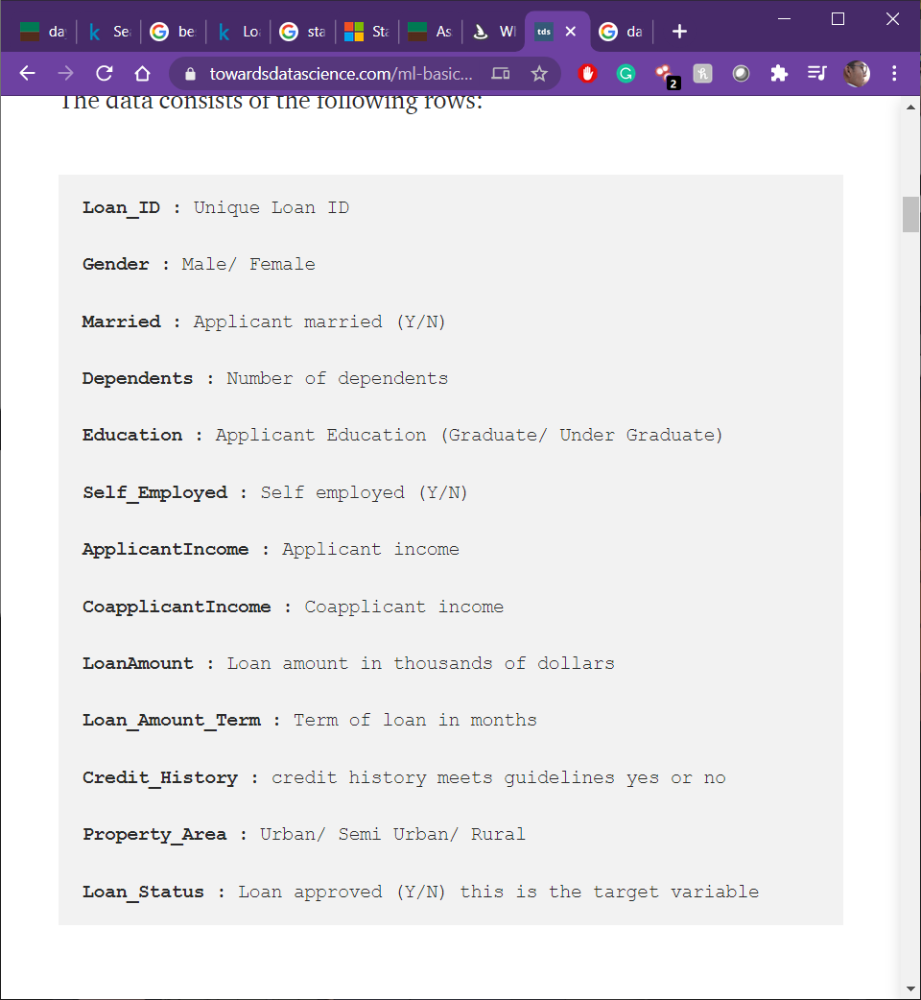 da
Se
be
Lo
sta
Sta
As
W
tds
da
towardsdatascience.com/ml-basic...
2
The data consists of the following rows:
Loan_ID : Unique Loan ID
Gender : Male/ Female
Married : Applicant married (Y/N)
Dependents : Number of dependents
Education : Applicant Education (Graduate/ Under Graduate)
Self_Employed : Self employed (Y/N)
ApplicantIncome : Applicant income
CoapplicantIncome : Coapplicant income
LoanAmount : Loan amount in thousands of dollars
Loan_Amount_Term : Term of loan in months
Credit_History : credit history meets guidelines yes or no
Property_Area : Urban/ Semi Urban/ Rural
Loan_Status : Loan approved (Y/N) this is the target variable